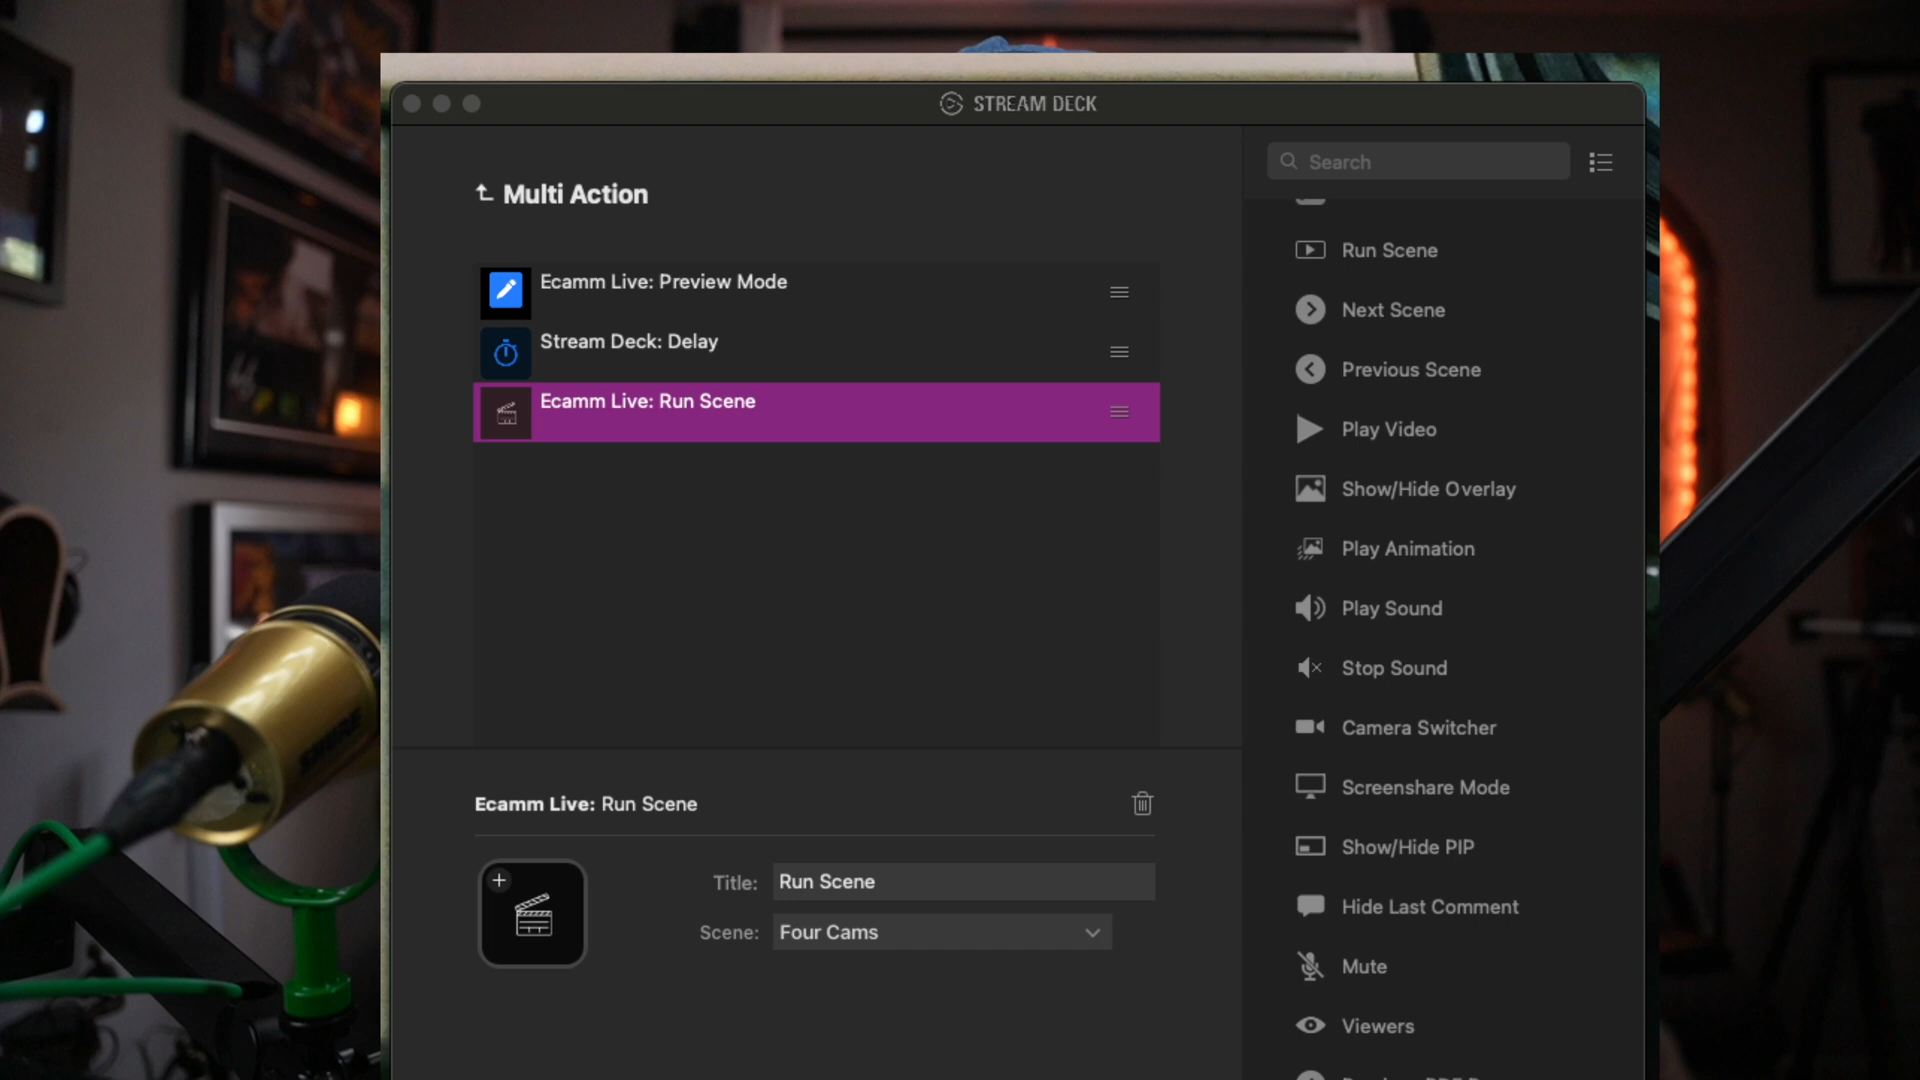 STREAM DECK
Search
Multi Action
Ecamm Live: Preview Mode
Stream Deck: Delay
Ecamm Live: Run Scene
Ecamm Live: Run Scene
Title: Run Scene
Scene: Four Cams
Run Scene
Next Scene
Previous Scene
Play Video
Show/Hide Overlay
Play Animation
Play Sound
Stop Sound
Camera Switcher
Screenshare Mode
Show/Hide PIP
Hide Last Comment
Mute
Viewers